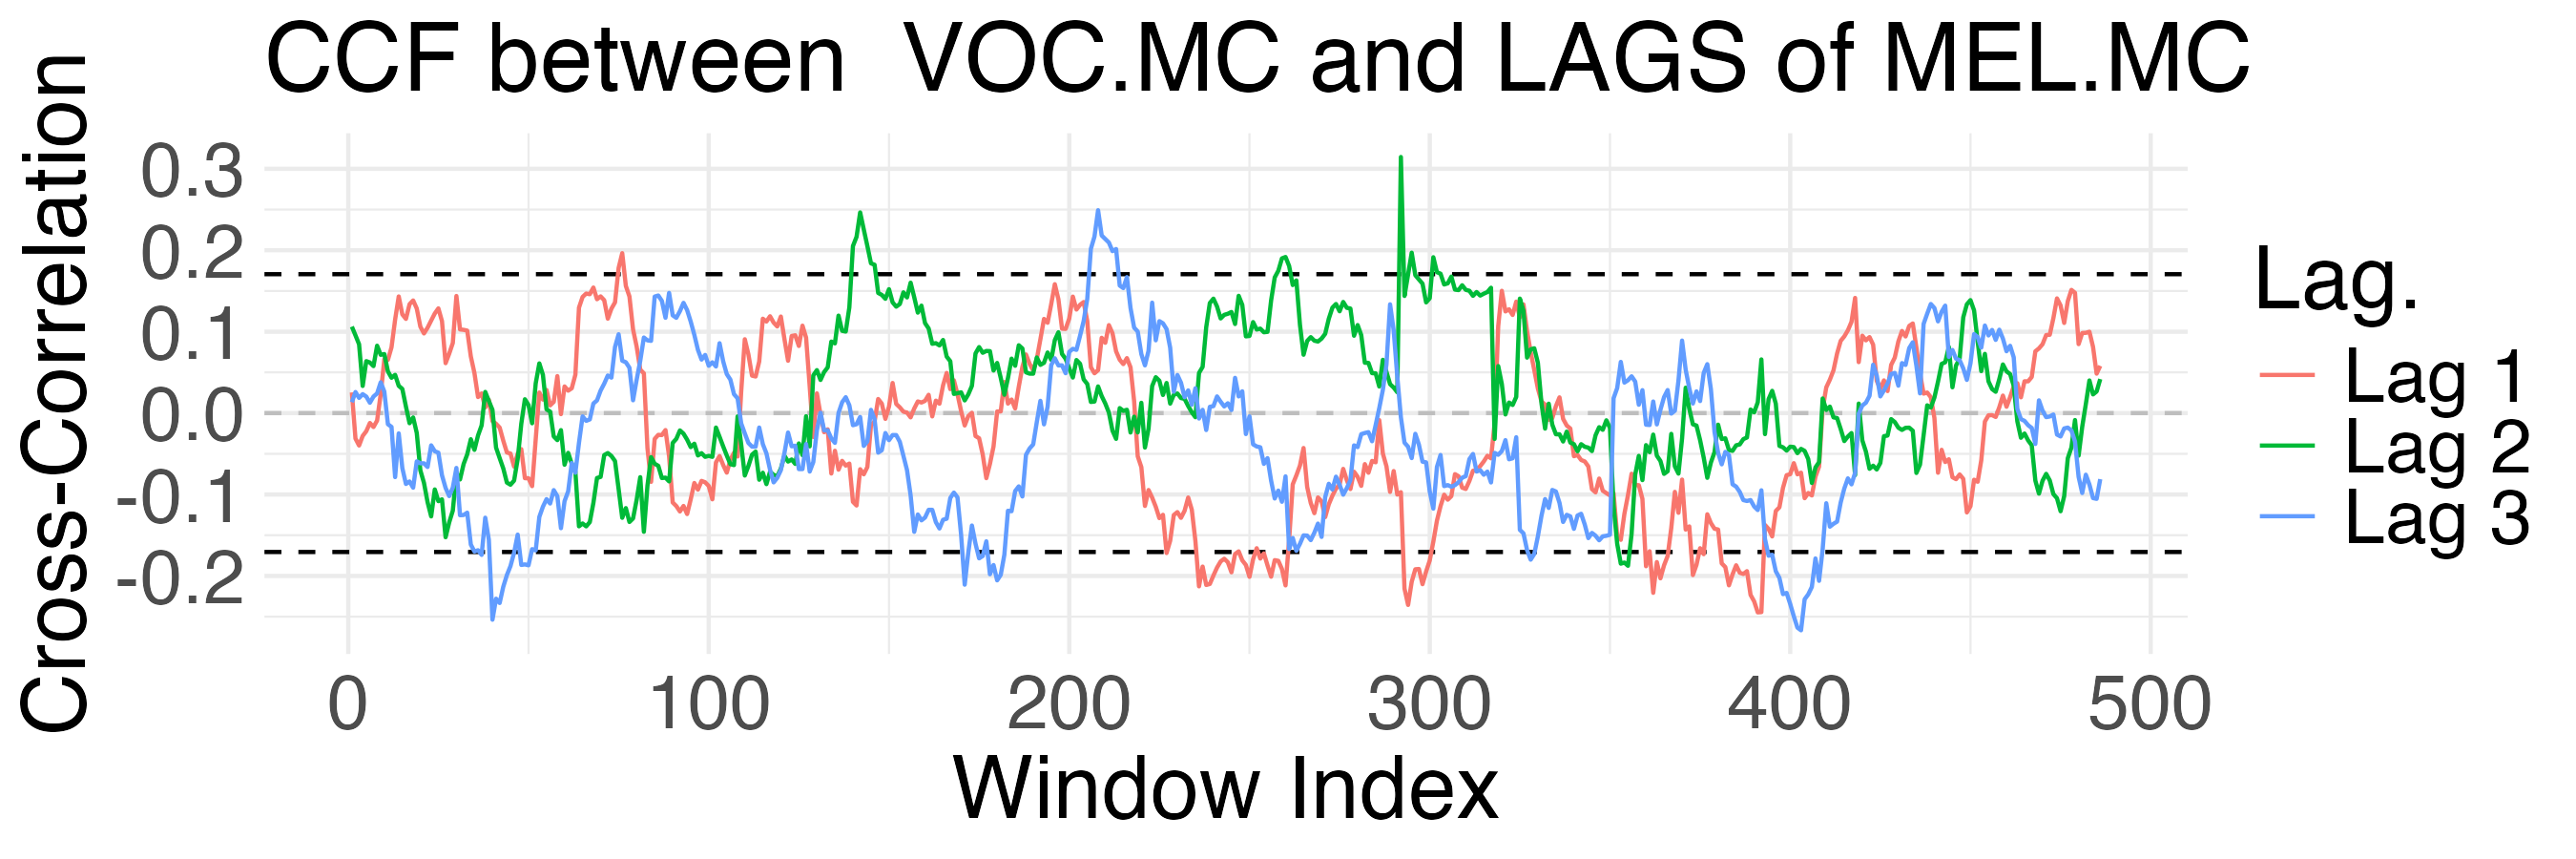 CCF between  VOC.MC and LAGS of MEL.MC
Cross-Correlation
0.3
0.2
0.1
0.0
-0.1
-0.2
0 100 200 300 400 500
Window Index
Lag.
Lag 1
Lag 2
Lag 3